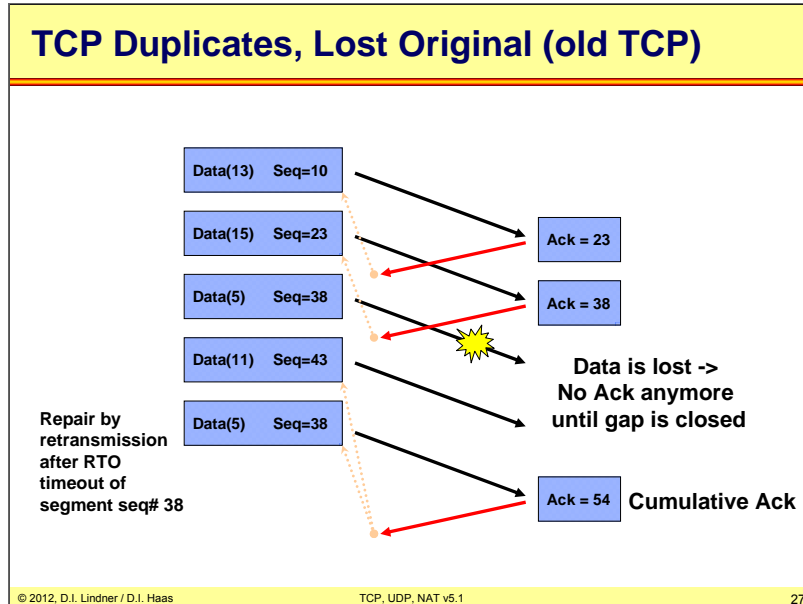 TCP Duplicates, Lost Original (old TCP)
Data(13) Seq=10
Data(15) Seq=23
Data(5) Seq=38
Data(11) Seq=43
Data(5) Seq=38
Ack = 23
Ack = 38
Data is lost ->
No Ack anymore
until gap is closed
Repair by
retransmission
after RTO
timeout of
segment seq# 38
Ack = 54
Cumulative Ack
© 2012, D.I. Lindner / D.I. Haas
TCP, UDP, NAT v5.1
27